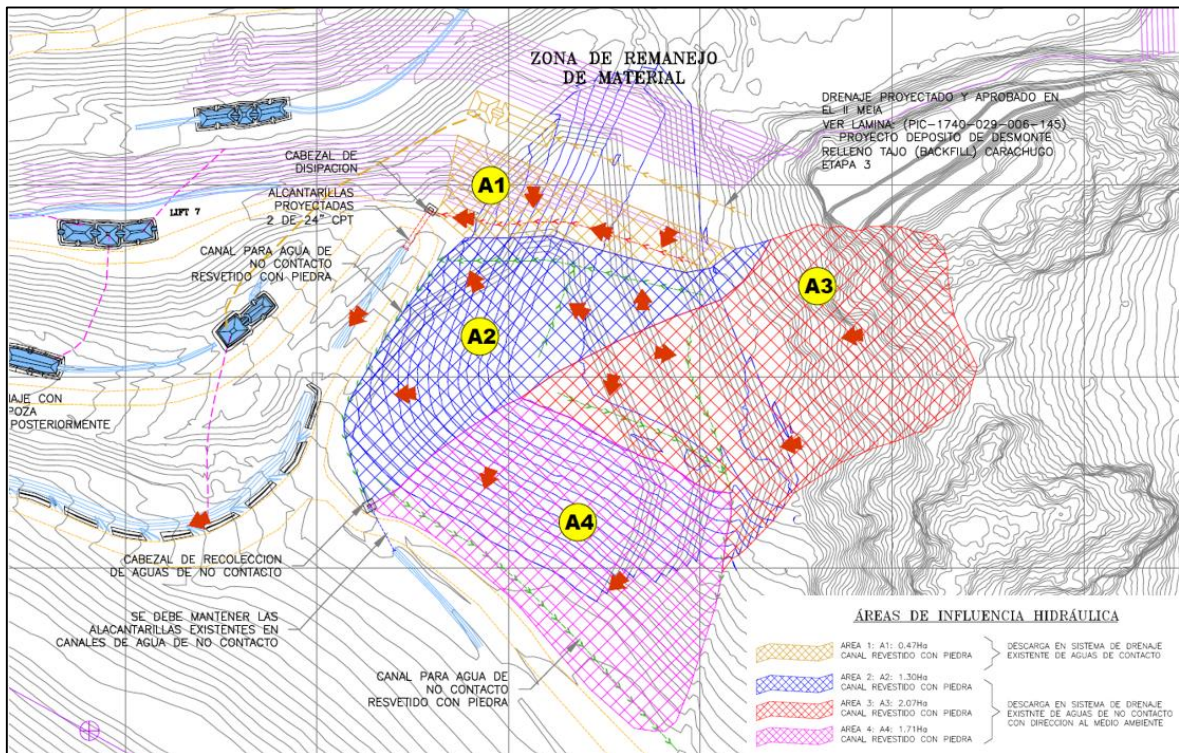 ZONA DE REMANEJO
DE MATERIAL
DRENAJE PROYECTADO Y APROBADO EN
EL II MEIA
VER LAMINA: (PIC-1740-029-006-145)
– PROYECTO DEPOSITO DE DESMONTE
RELLENO TAJO (BACKFILL) CARACHUGO
ETAPA 3
CABEZAL DE
DISIPACION
A1
ALCANTARILLAS
PROYECTADAS
2 DE 24" CPT
LIFT 7
CANAL PARA AGUA DE
NO CONTACTO
RESVETIDO CON PIEDRA
A3
A2
IAJE CON
POZA
POSTERIORMENTE
A4
CABEZAL DE RECOLECCION
DE AGUAS DE NO CONTACTO
SE DEBE MANTENER LAS
ALACANTARILLAS EXISTENTES EN
CANALES DE AGUA DE NO CONTACTO
CANAL PARA AGUA DE
NO CONTACTO
RESVETIDO CON PIEDRA
ÁREAS DE INFLUENCIA HIDRÁULICA
AREA 1: A1: 0.47Ha
CANAL REVESTIDO CON PIEDRA
DESCARGA EN SISTEMA DE DRENAJE
EXISTENTE DE AGUAS DE CONTACTO
AREA 2: A2: 1.30Ha
CANAL REVESTIDO CON PIEDRA
AREA 3: A3: 2.07Ha
CANAL REVESTIDO CON PIEDRA
DESCARGA EN SISTEMA DE DRENAJE
EXISTNTE DE AGUAS DE NO CONTACTO
CON DIRECCION AL MEDIO AMBIENTE
AREA 4: A4: 1.71Ha
CANAL REVESTIDO CON PIEDRA